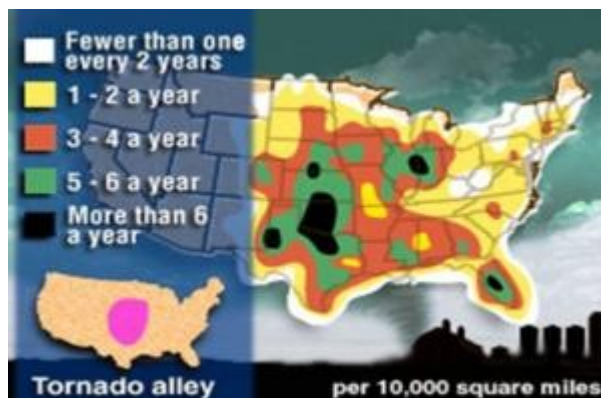 Fewer than one
every 2 years
1 - 2 a year
3 - 4 a year
5 - 6 a year
More than 6
a year
Tornado alley
per 10,000 square miles